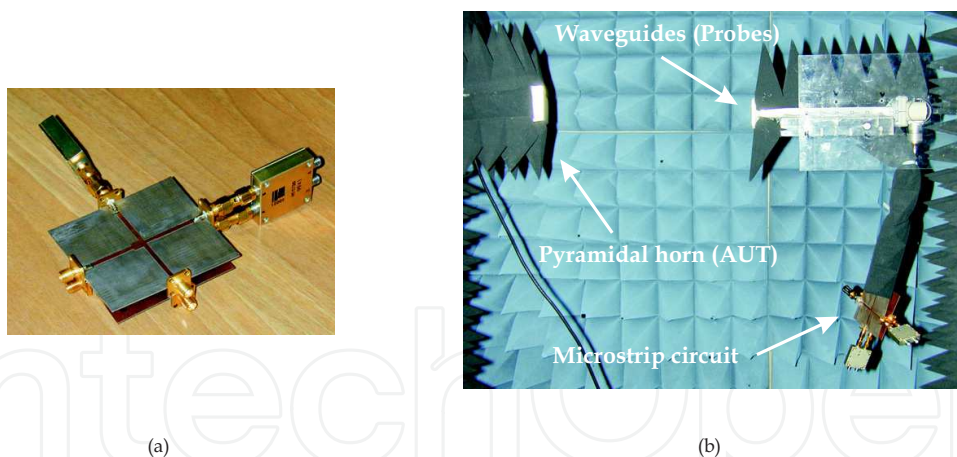 Waveguides (Probes)
Pyramidal horn (AUT)
Microstrip circuit
(a)
(b)